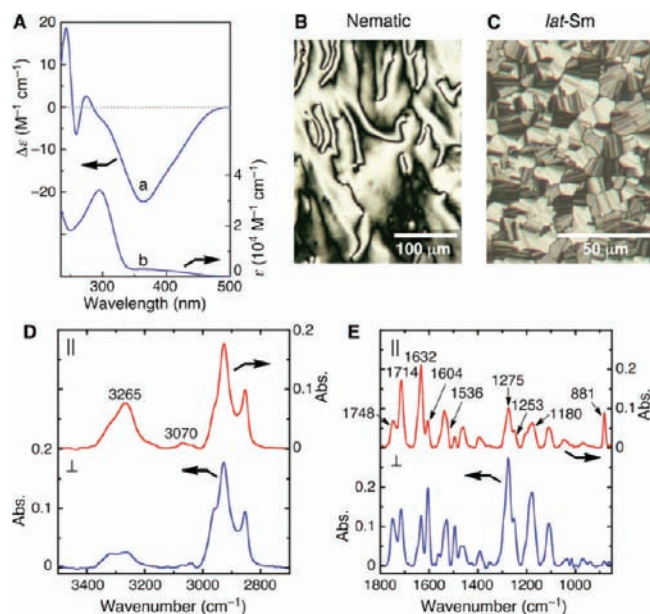 A
20
10
0
−10
−20
Δε (M⁻¹ cm⁻¹)
a
b
4
2
0
ε (10⁴ M⁻¹ cm⁻¹)
300
400
500
Wavelength (nm)
B
Nematic
100 μm
C
lat-Sm
50 μm
D
||
3265
3070
0.2
0.1
0
Abs.
⊥
0.2
0.1
0
Abs.
3400
3200
3000
2800
Wavenumber (cm⁻¹)
E
||
1632
1714
1604
1748
1536
1275
1253
1180
881
0.2
0.1
0
Abs.
⊥
0.2
0.1
0
Abs.
1800
1600
1400
1200
1000
Wavenumber (cm⁻¹)